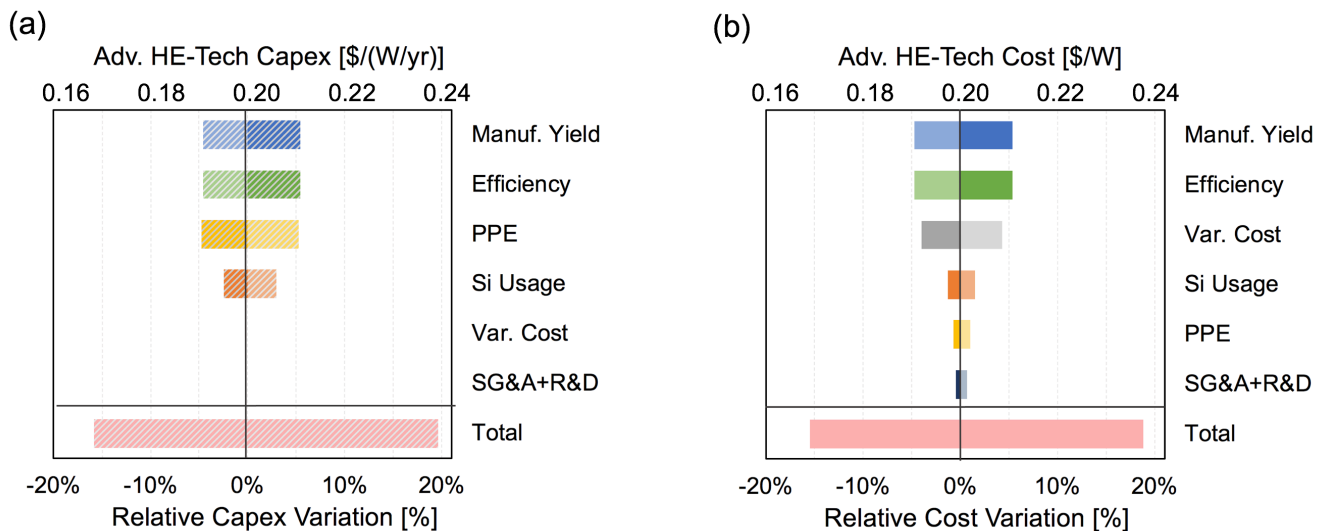 (a)
Adv. HE-Tech Capex [$/(W/yr)]
0.16 0.18 0.20 0.22 0.24
Manuf. Yield
Efficiency
PPE
Si Usage
Var. Cost
SG&A+R&D
Total
-20% -10% 0% 10% 20%
Relative Capex Variation [%]
(b)
Adv. HE-Tech Cost [$/W]
0.16 0.18 0.20 0.22 0.24
Manuf. Yield
Efficiency
Var. Cost
Si Usage
PPE
SG&A+R&D
Total
-20% -10% 0% 10% 20%
Relative Cost Variation [%]